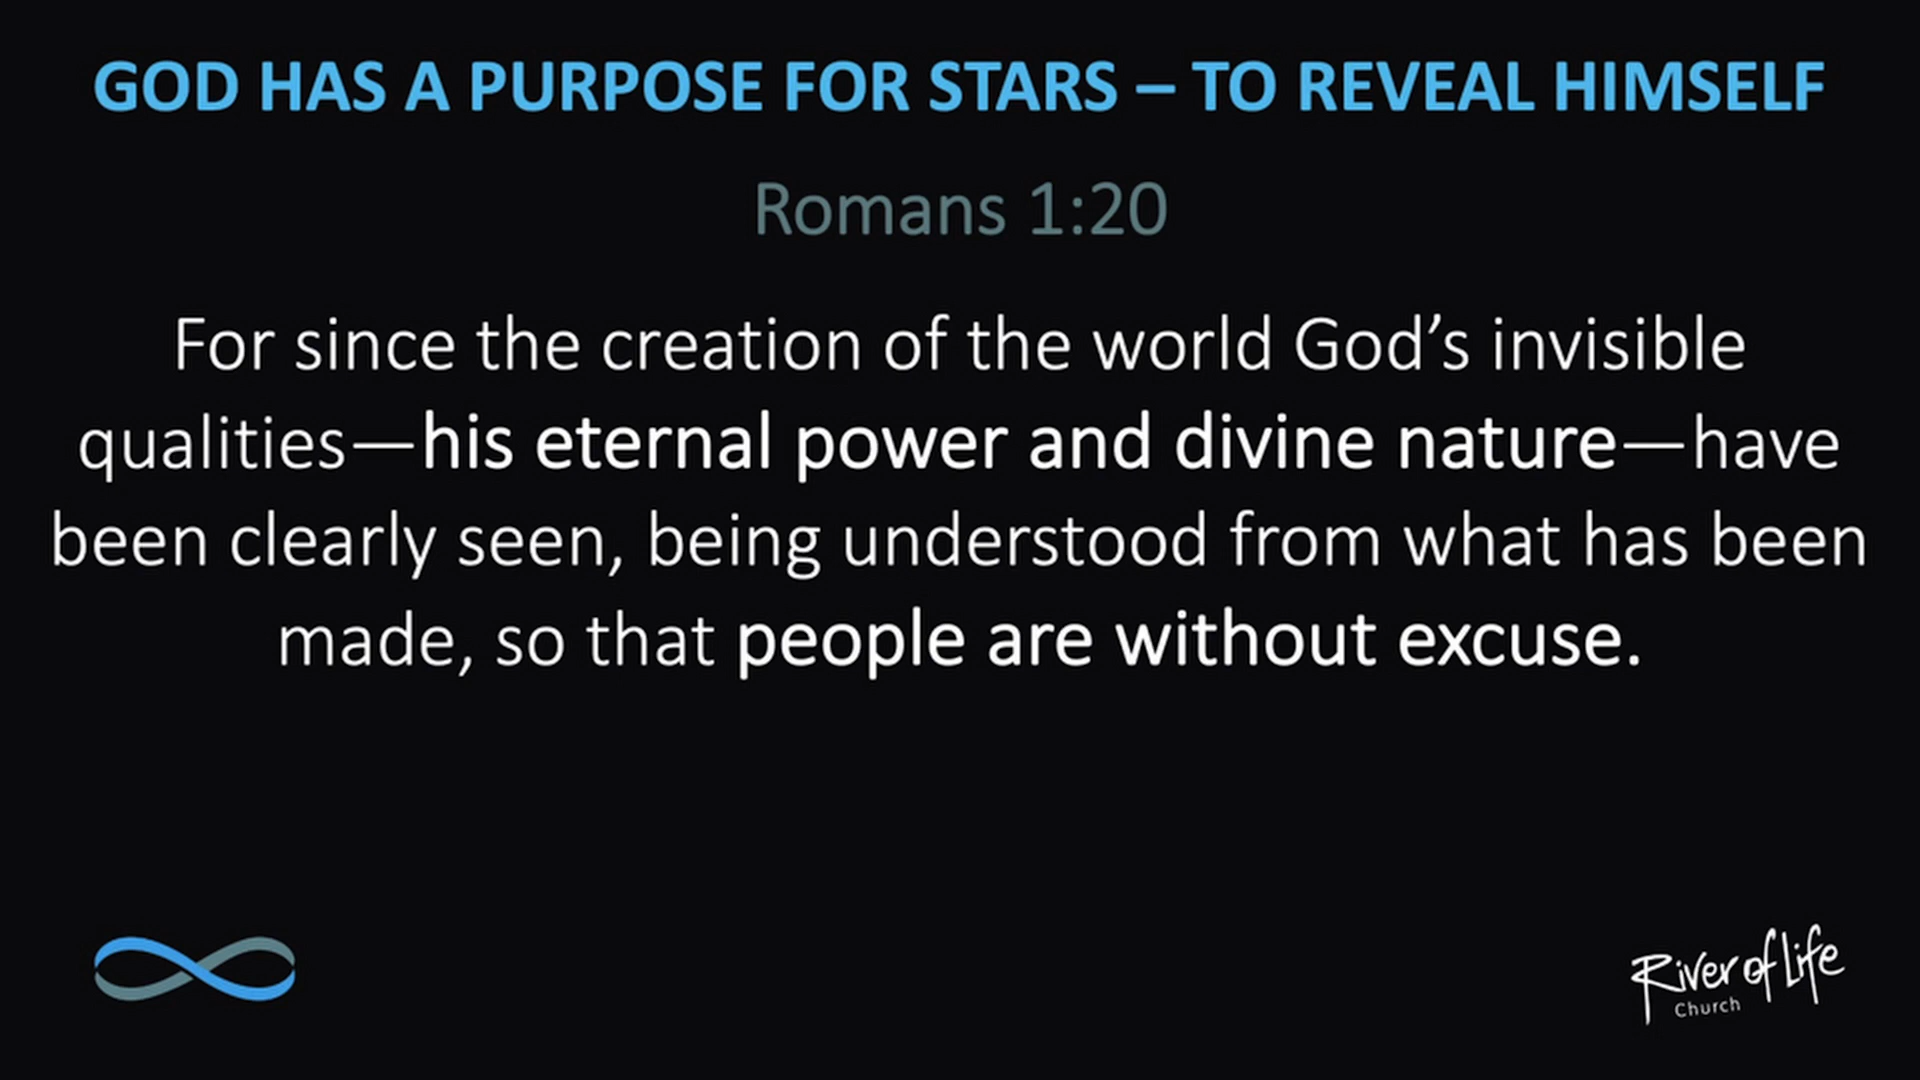 GOD HAS A PURPOSE FOR STARS – TO REVEAL HIMSELF
Romans 1:20
For since the creation of the world God’s invisible
qualities—his eternal power and divine nature—have
been clearly seen, being understood from what has been
made, so that people are without excuse.
River of Life
Church